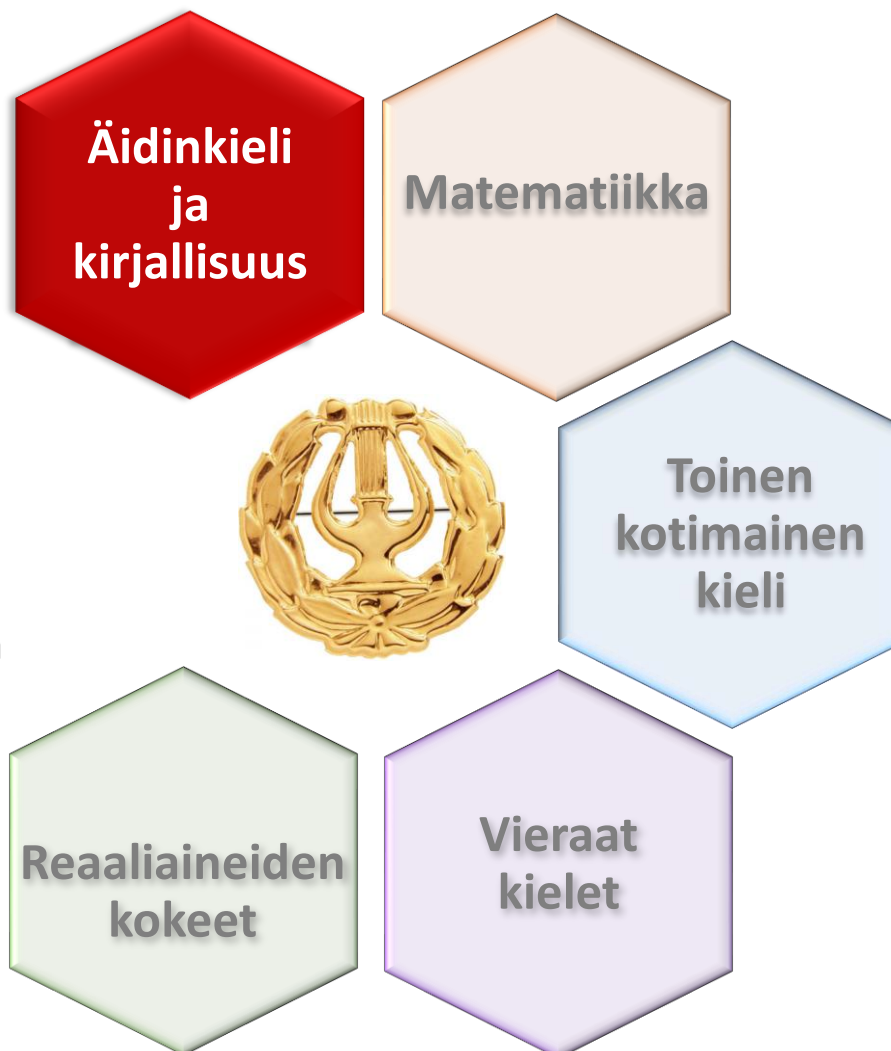 Äidinkieli
ja
kirjallisuus
Matematiikka
Toinen
kotimainen
kieli
Vieraat
kielet
Reaaliaineiden
kokeet